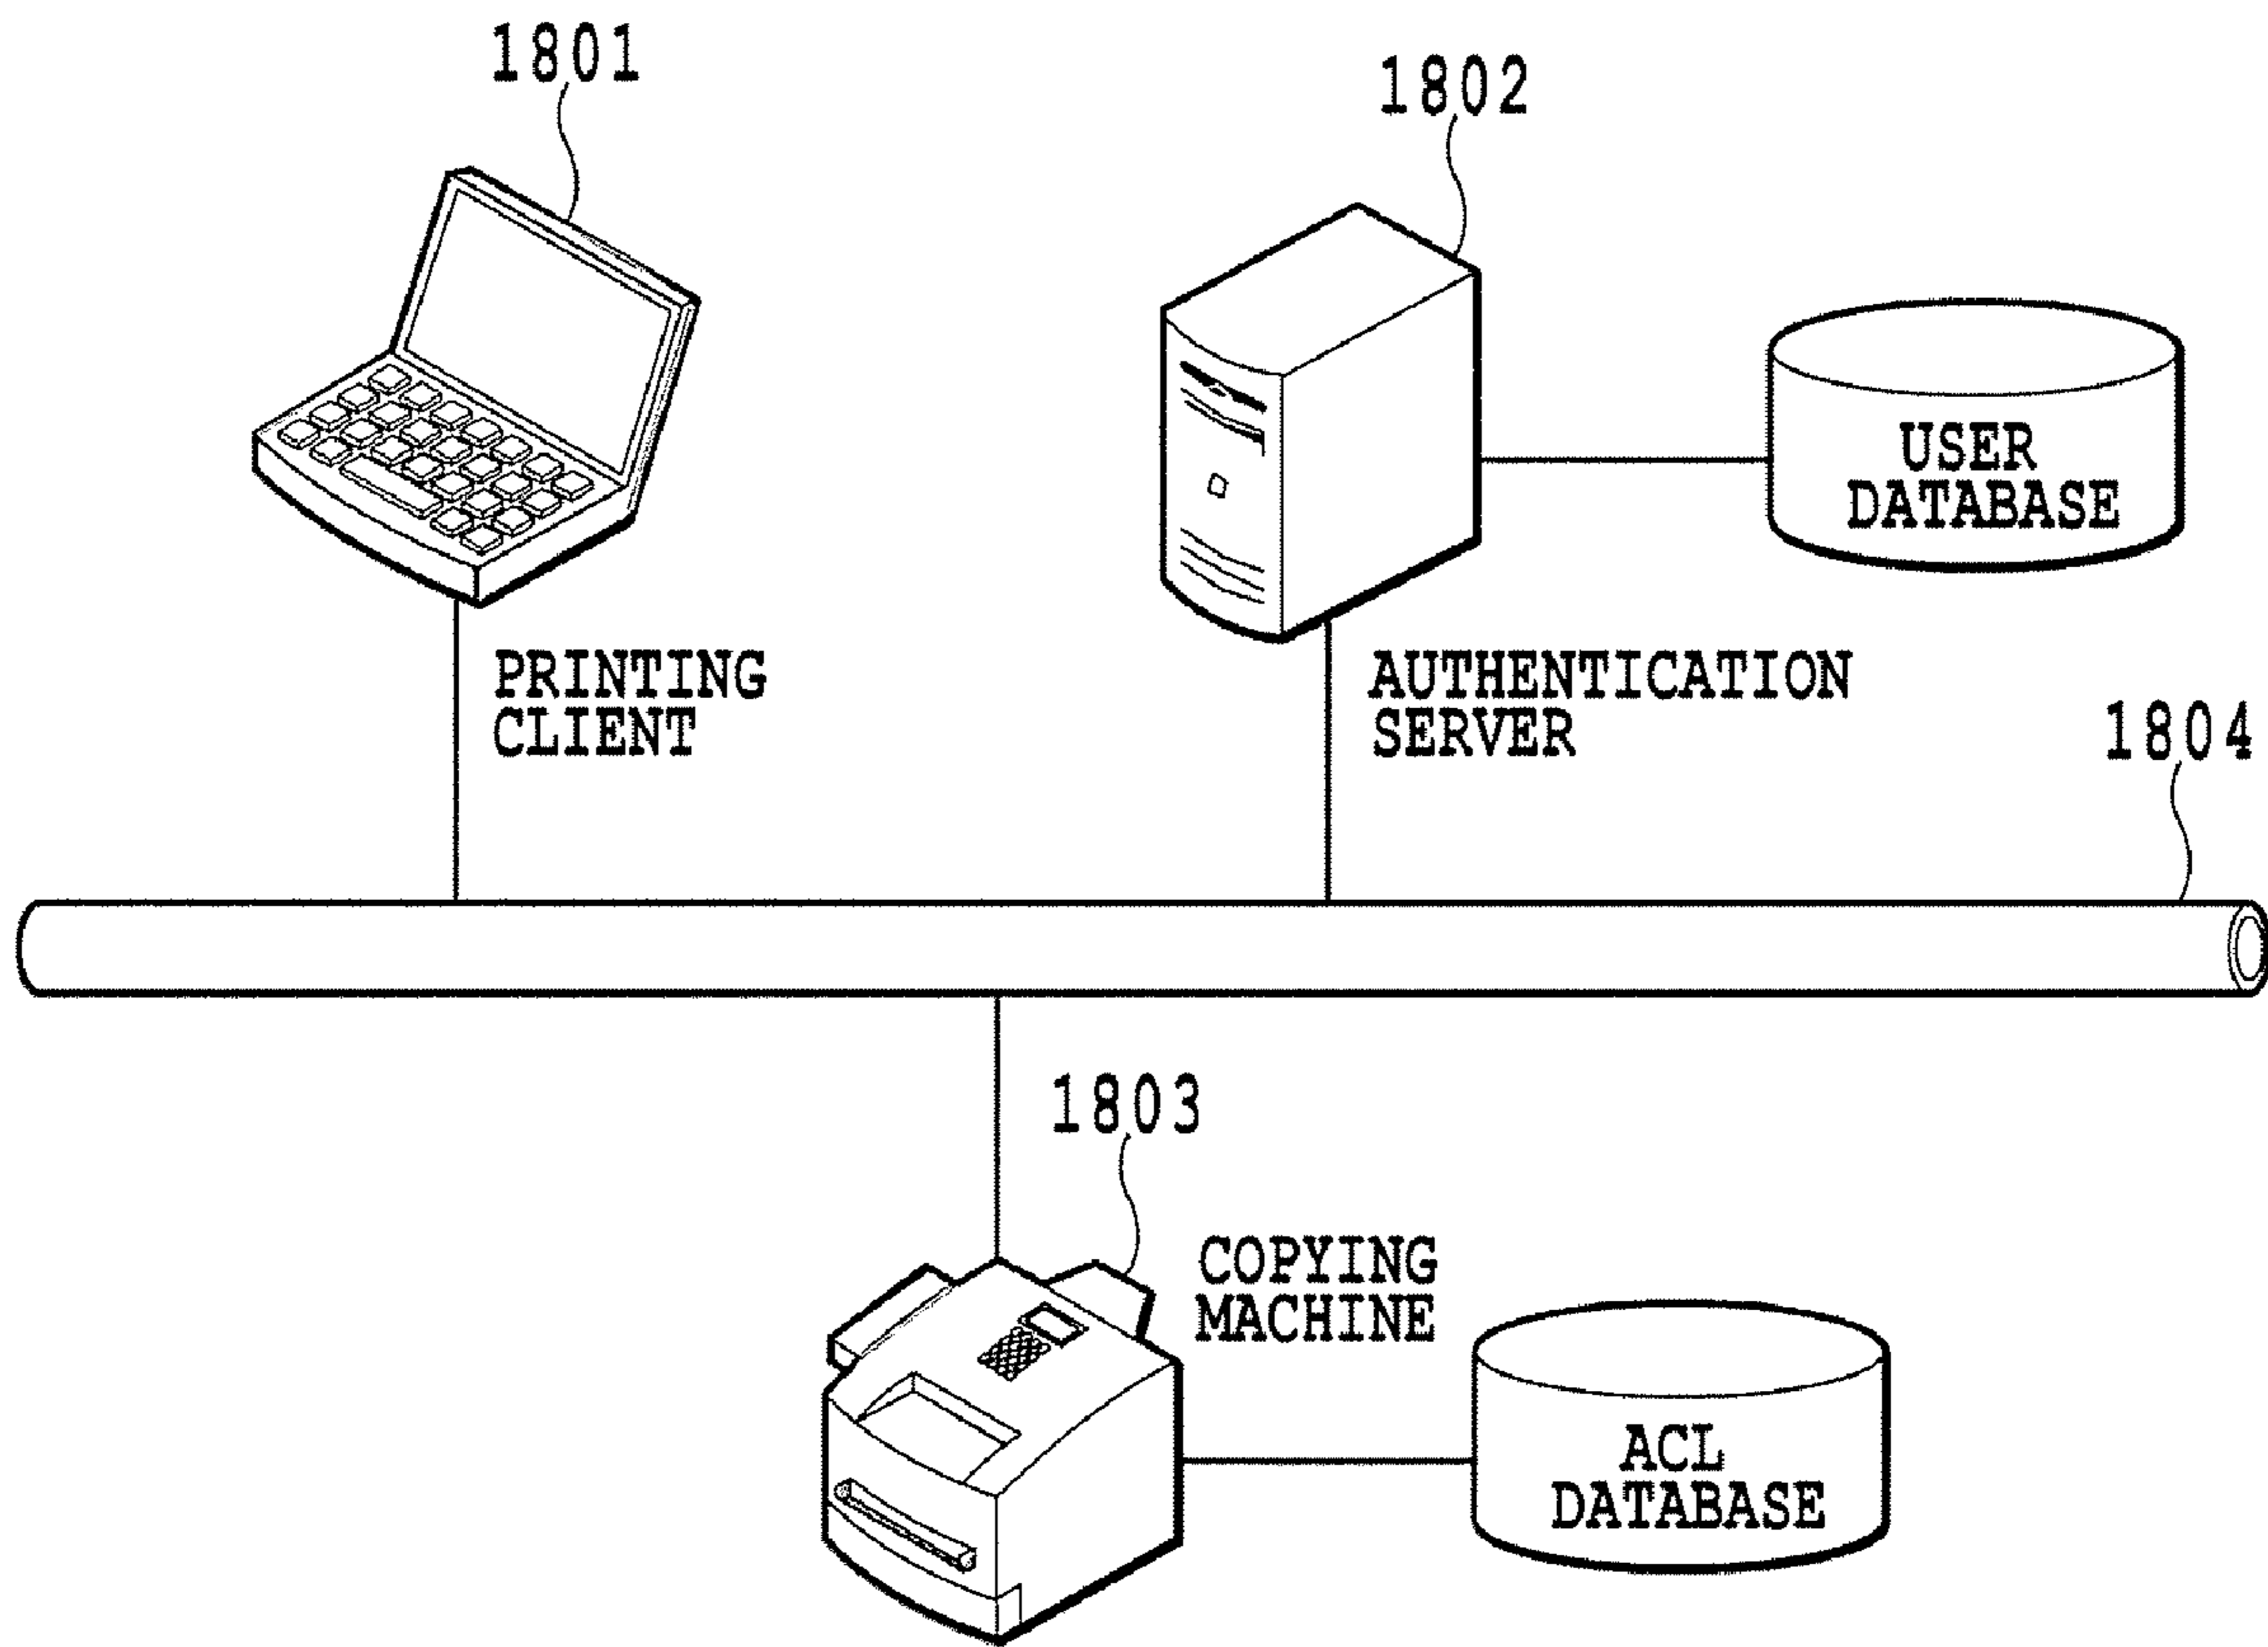 1801
1802
USER
DATABASE
PRINTING
CLIENT
AUTHENTICATION
SERVER
1804
1803
COPYING
MACHINE
ACL
DATABASE